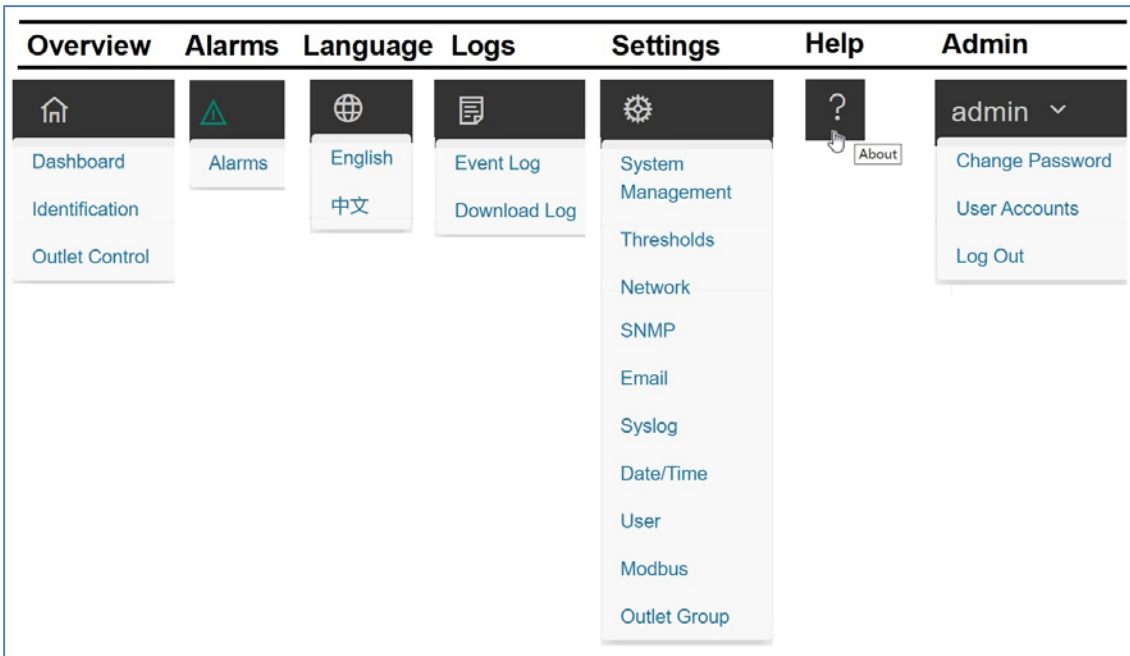 Overview Alarms Language Logs Settings Help Admin
admin
Dashboard
Identification
Outlet Control
Alarms
English
中文
Event Log
Download Log
System
Management
Thresholds
Network
SNMP
Email
Syslog
Date/Time
User
Modbus
Outlet Group
?
About
Change Password
User Accounts
Log Out